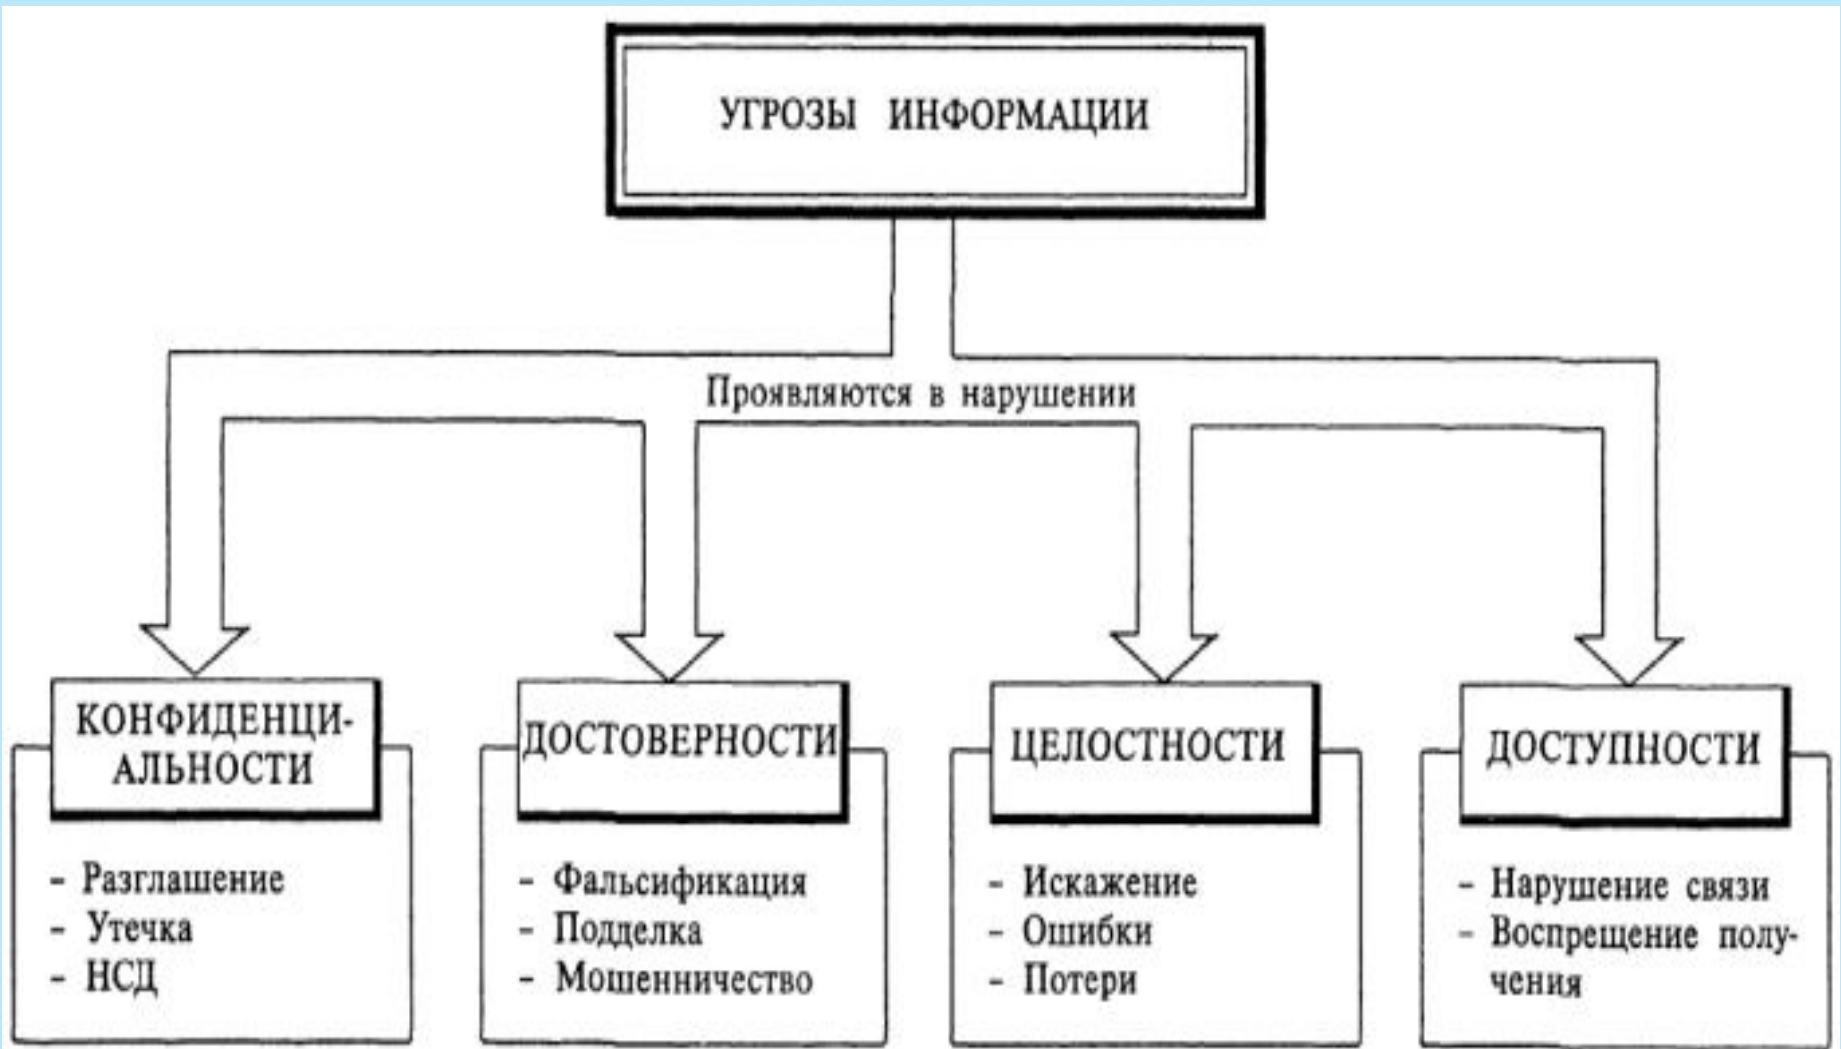 УГРОЗЫ ИНФОРМАЦИИ
Проявляются в нарушении
КОНФИДЕНЦИ-
АЛЬНОСТИ
- Разглашение
- Утечка
- НСД
ДОСТОВЕРНОСТИ
- Фальсификация
- Подделка
- Мошенничество
ЦЕЛОСТНОСТИ
- Искажение
- Ошибки
- Потери
ДОСТУПНОСТИ
- Нарушение связи
- Воспрещение полу-
чения